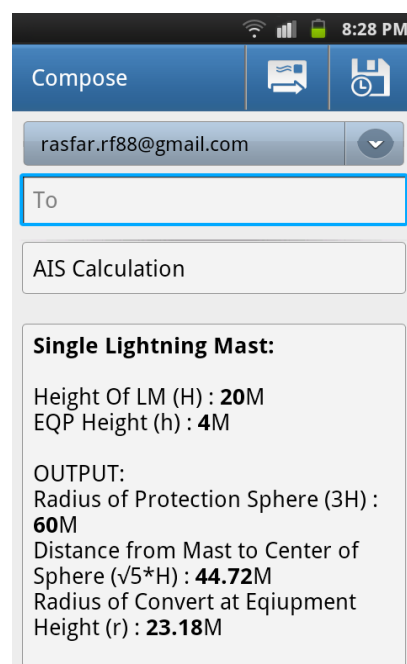 8:28 PM
Compose
rasfar.rf88@gmail.com
To
AIS Calculation
Single Lightning Mast:
Height Of LM (H) : 20M
EQP Height (h) : 4M
OUTPUT:
Radius of Protection Sphere (3H) :
60M
Distance from Mast to Center of
Sphere (√5*H) : 44.72M
Radius of Convert at Eqiupment
Height (r) : 23.18M